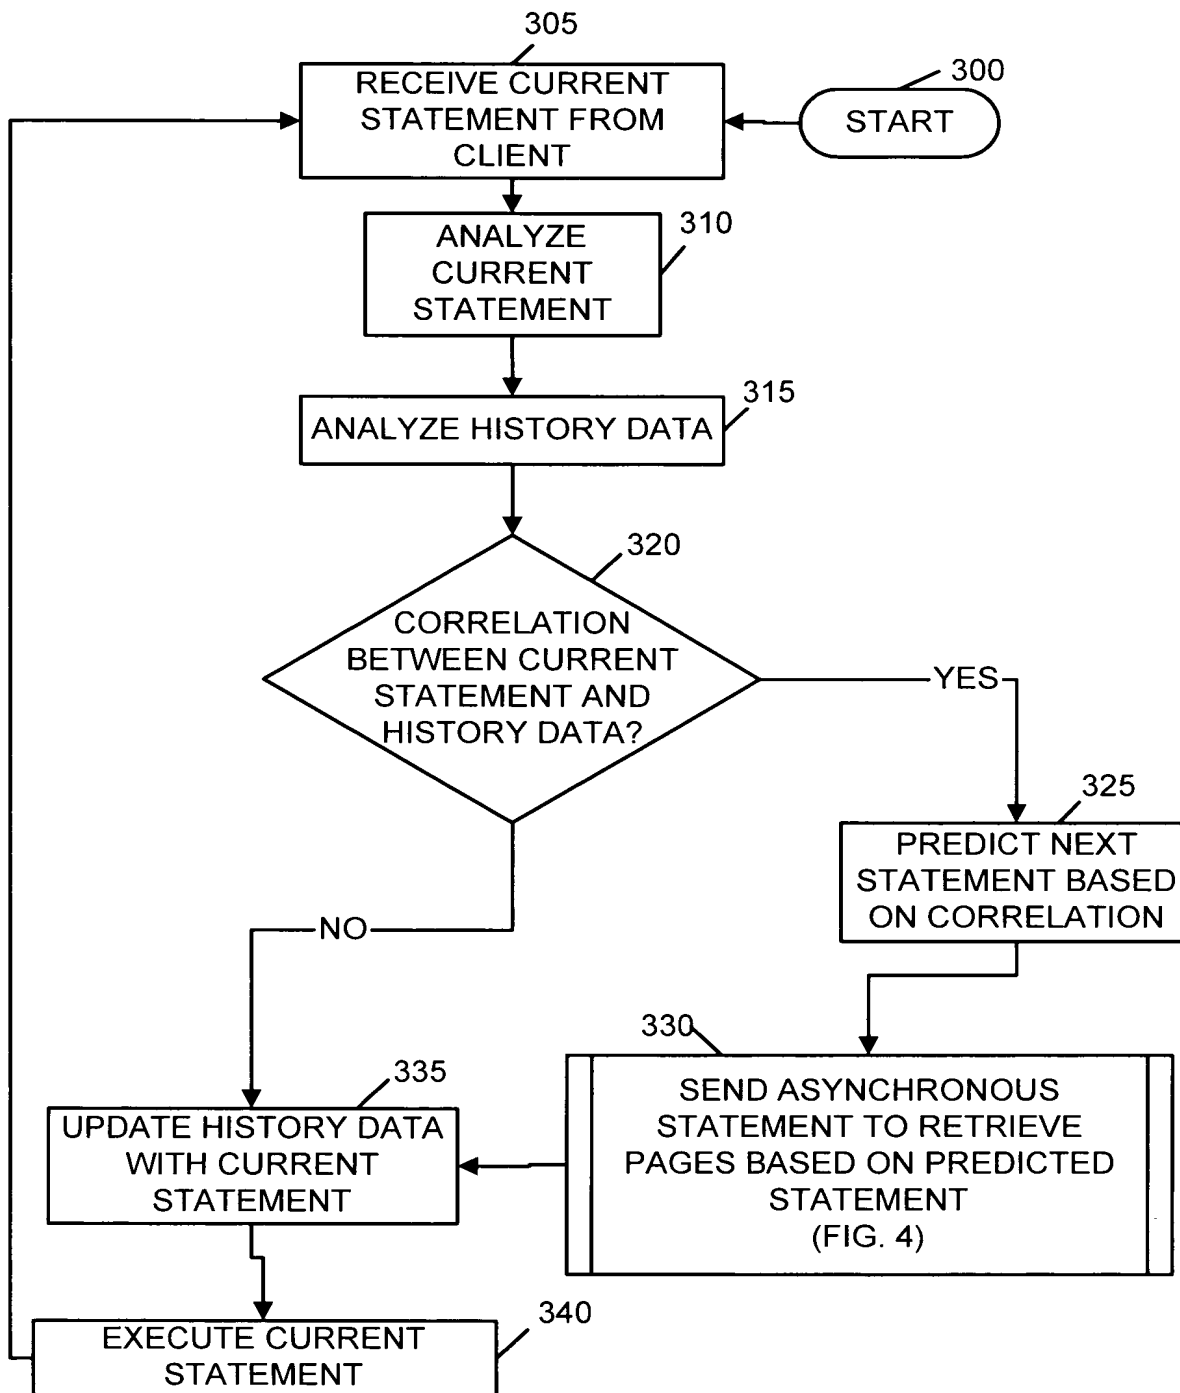 305
RECEIVE CURRENT
STATEMENT FROM
CLIENT
300
START
310
ANALYZE
CURRENT
STATEMENT
315
ANALYZE HISTORY DATA
320
CORRELATION
BETWEEN CURRENT
STATEMENT AND
HISTORY DATA?
YES
325
PREDICT NEXT
STATEMENT BASED
ON CORRELATION
NO
330
SEND ASYNCHRONOUS
STATEMENT TO RETRIEVE
PAGES BASED ON PREDICTED
STATEMENT
(FIG. 4)
335
UPDATE HISTORY DATA
WITH CURRENT
STATEMENT
340
EXECUTE CURRENT
STATEMENT